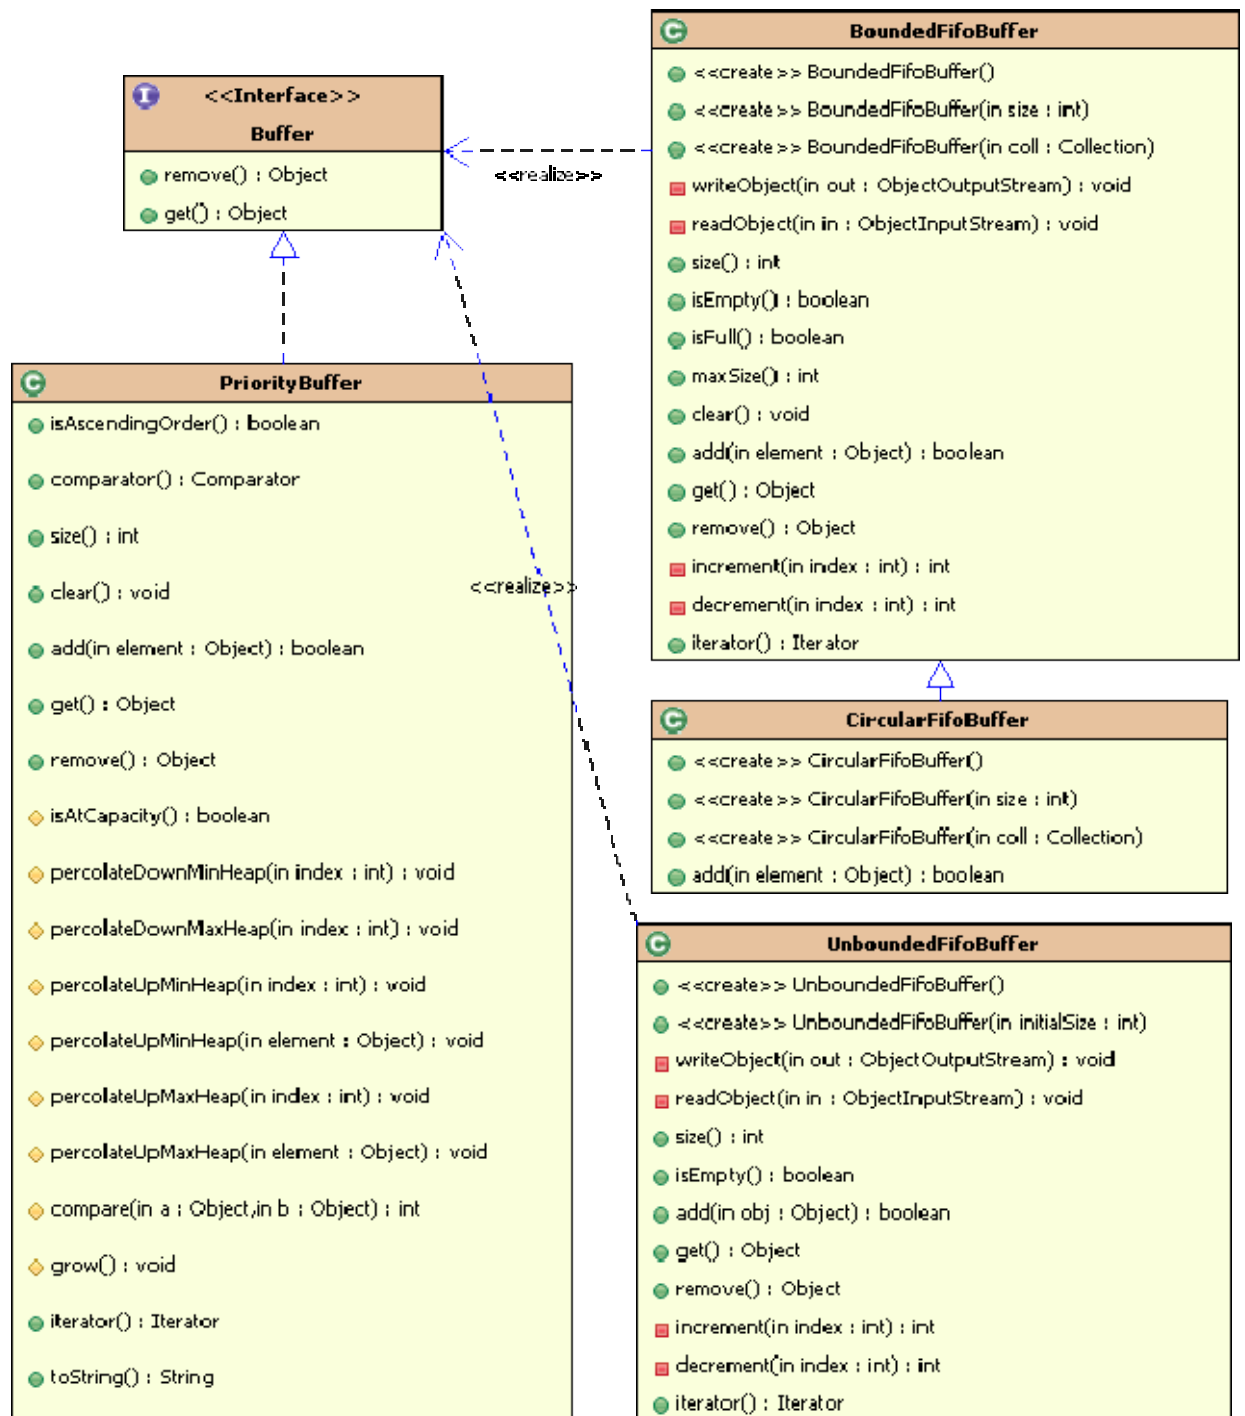 <<Interface>>
Buffer
remove() : Object
get() : Object
<<realize>>
BoundedFifoBuffer
<<create>> BoundedFifoBuffer()
<<create>> BoundedFifoBuffer(in size : int)
<<create>> BoundedFifoBuffer(in coll : Collection)
writeObject(in out : ObjectOutputStream) : void
readObject(in in : ObjectInputStream) : void
size() : int
isEmpty() : boolean
isFull() : boolean
maxSize() : int
clear() : void
add(in element : Object) : boolean
get() : Object
remove() : Object
increment(in index : int) : int
decrement(in index : int) : int
iterator() : Iterator
PriorityBuffer
isAscendingOrder() : boolean
comparator() : Comparator
size() : int
clear() : void
add(in element : Object) : boolean
get() : Object
remove() : Object
isAtCapacity() : boolean
percolateDownMinHeap(in index : int) : void
percolateDownMaxHeap(in index : int) : void
percolateUpMinHeap(in index : int) : void
percolateUpMinHeap(in element : Object) : void
percolateUpMaxHeap(in index : int) : void
percolateUpMaxHeap(in element : Object) : void
compare(in a : Object,in b : Object) : int
grow() : void
iterator() : Iterator
toString() : String
<<realize>>
CircularFifoBuffer
<<create>> CircularFifoBuffer()
<<create>> CircularFifoBuffer(in size : int)
<<create>> CircularFifoBuffer(in coll : Collection)
add(in element : Object) : boolean
UnboundedFifoBuffer
<<create>> UnboundedFifoBuffer()
<<create>> UnboundedFifoBuffer(in initialSize : int)
writeObject(in out : ObjectOutputStream) : void
readObject(in in : ObjectInputStream) : void
size() : int
isEmpty() : boolean
add(in obj : Object) : boolean
get() : Object
remove() : Object
increment(in index : int) : int
decrement(in index : int) : int
iterator() : Iterator